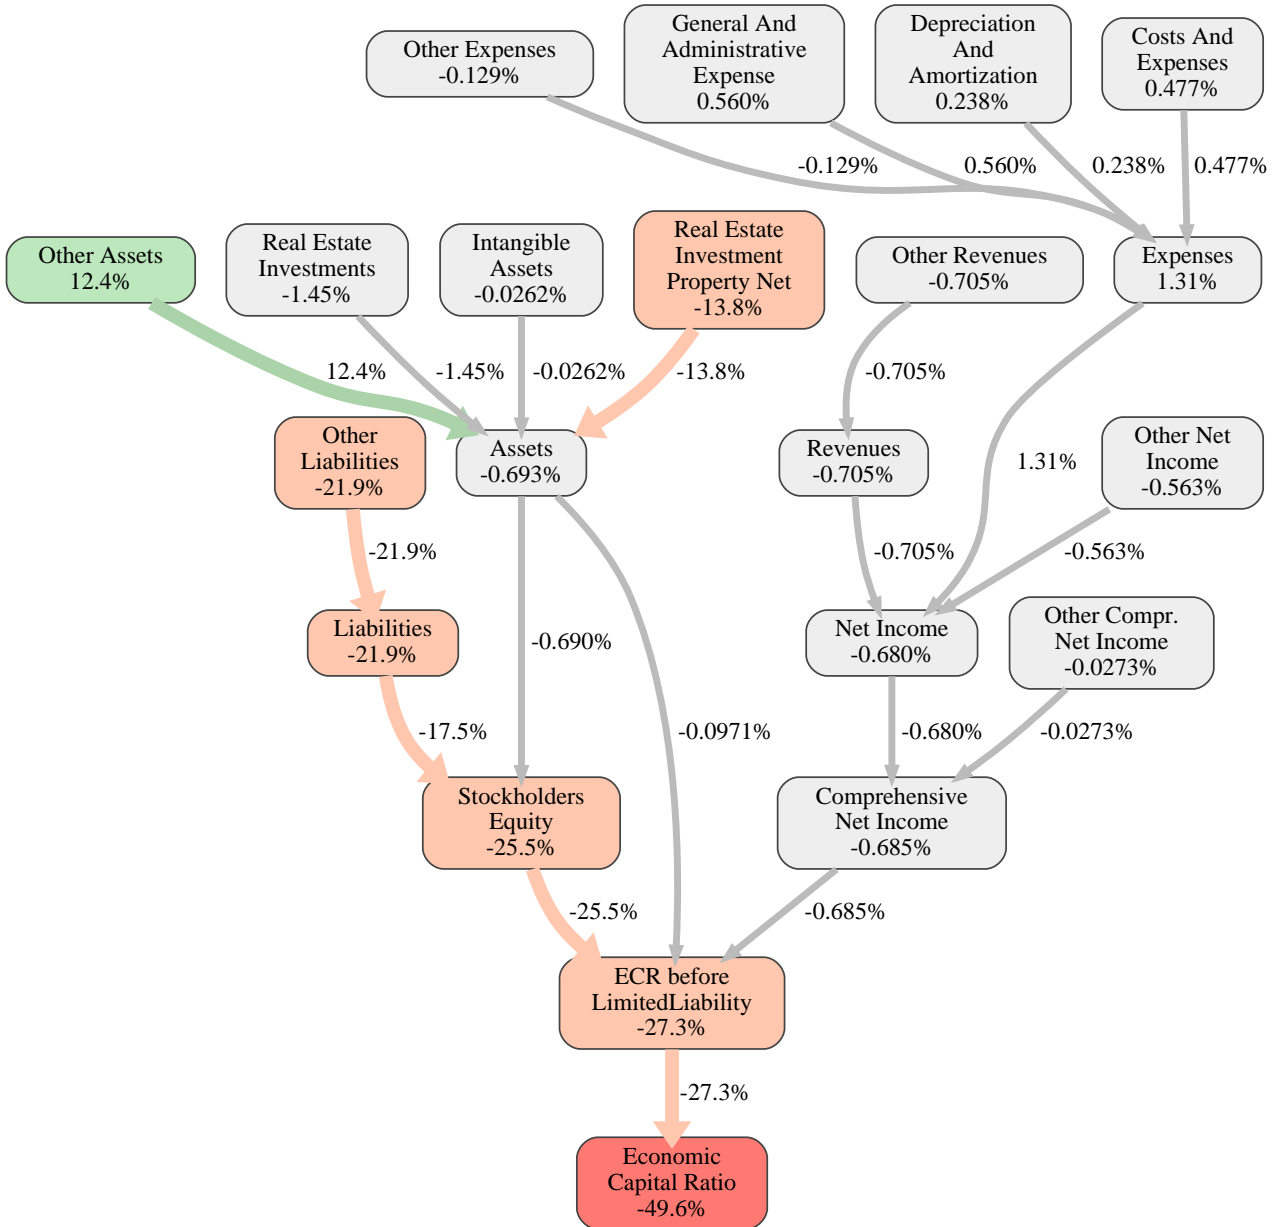 Other Expenses
-0.129%
General And
Administrative
Expense
0.560%
Depreciation
And
Amortization
0.238%
Costs And
Expenses
0.477%
-0.129%
0.560%
0.238%
0.477%
Other Assets
12.4%
Real Estate
Investments
-1.45%
Intangible
Assets
-0.0262%
Real Estate
Investment
Property Net
-13.8%
Other Revenues
-0.705%
Expenses
1.31%
12.4%
-1.45%
-0.0262%
-13.8%
-0.705%
Other
Liabilities
-21.9%
Assets
-0.693%
Revenues
-0.705%
1.31%
Other Net
Income
-0.563%
-21.9%
-0.705%
-0.563%
Liabilities
-21.9%
-0.690%
Net Income
-0.680%
Other Compr.
Net Income
-0.0273%
-17.5%
-0.0971%
-0.680%
-0.0273%
Stockholders
Equity
-25.5%
Comprehensive
Net Income
-0.685%
-25.5%
-0.685%
ECR before
LimitedLiability
-27.3%
-27.3%
Economic
Capital Ratio
-49.6%